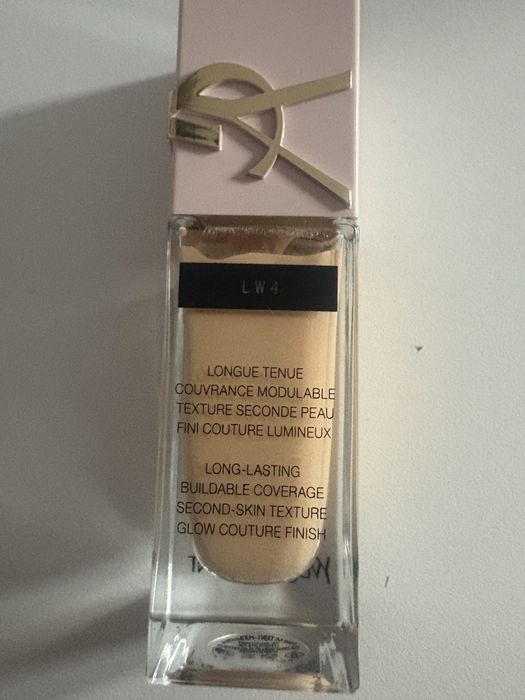 LW4
LONGUE TENUE
COUVRANCE MODULABLE
TEXTURE SECONDE PEAU
FINI COUTURE LUMINEUX
LONG-LASTING
BUILDABLE COVERAGE
SECOND-SKIN TEXTURE
GLOW COUTURE FINISH